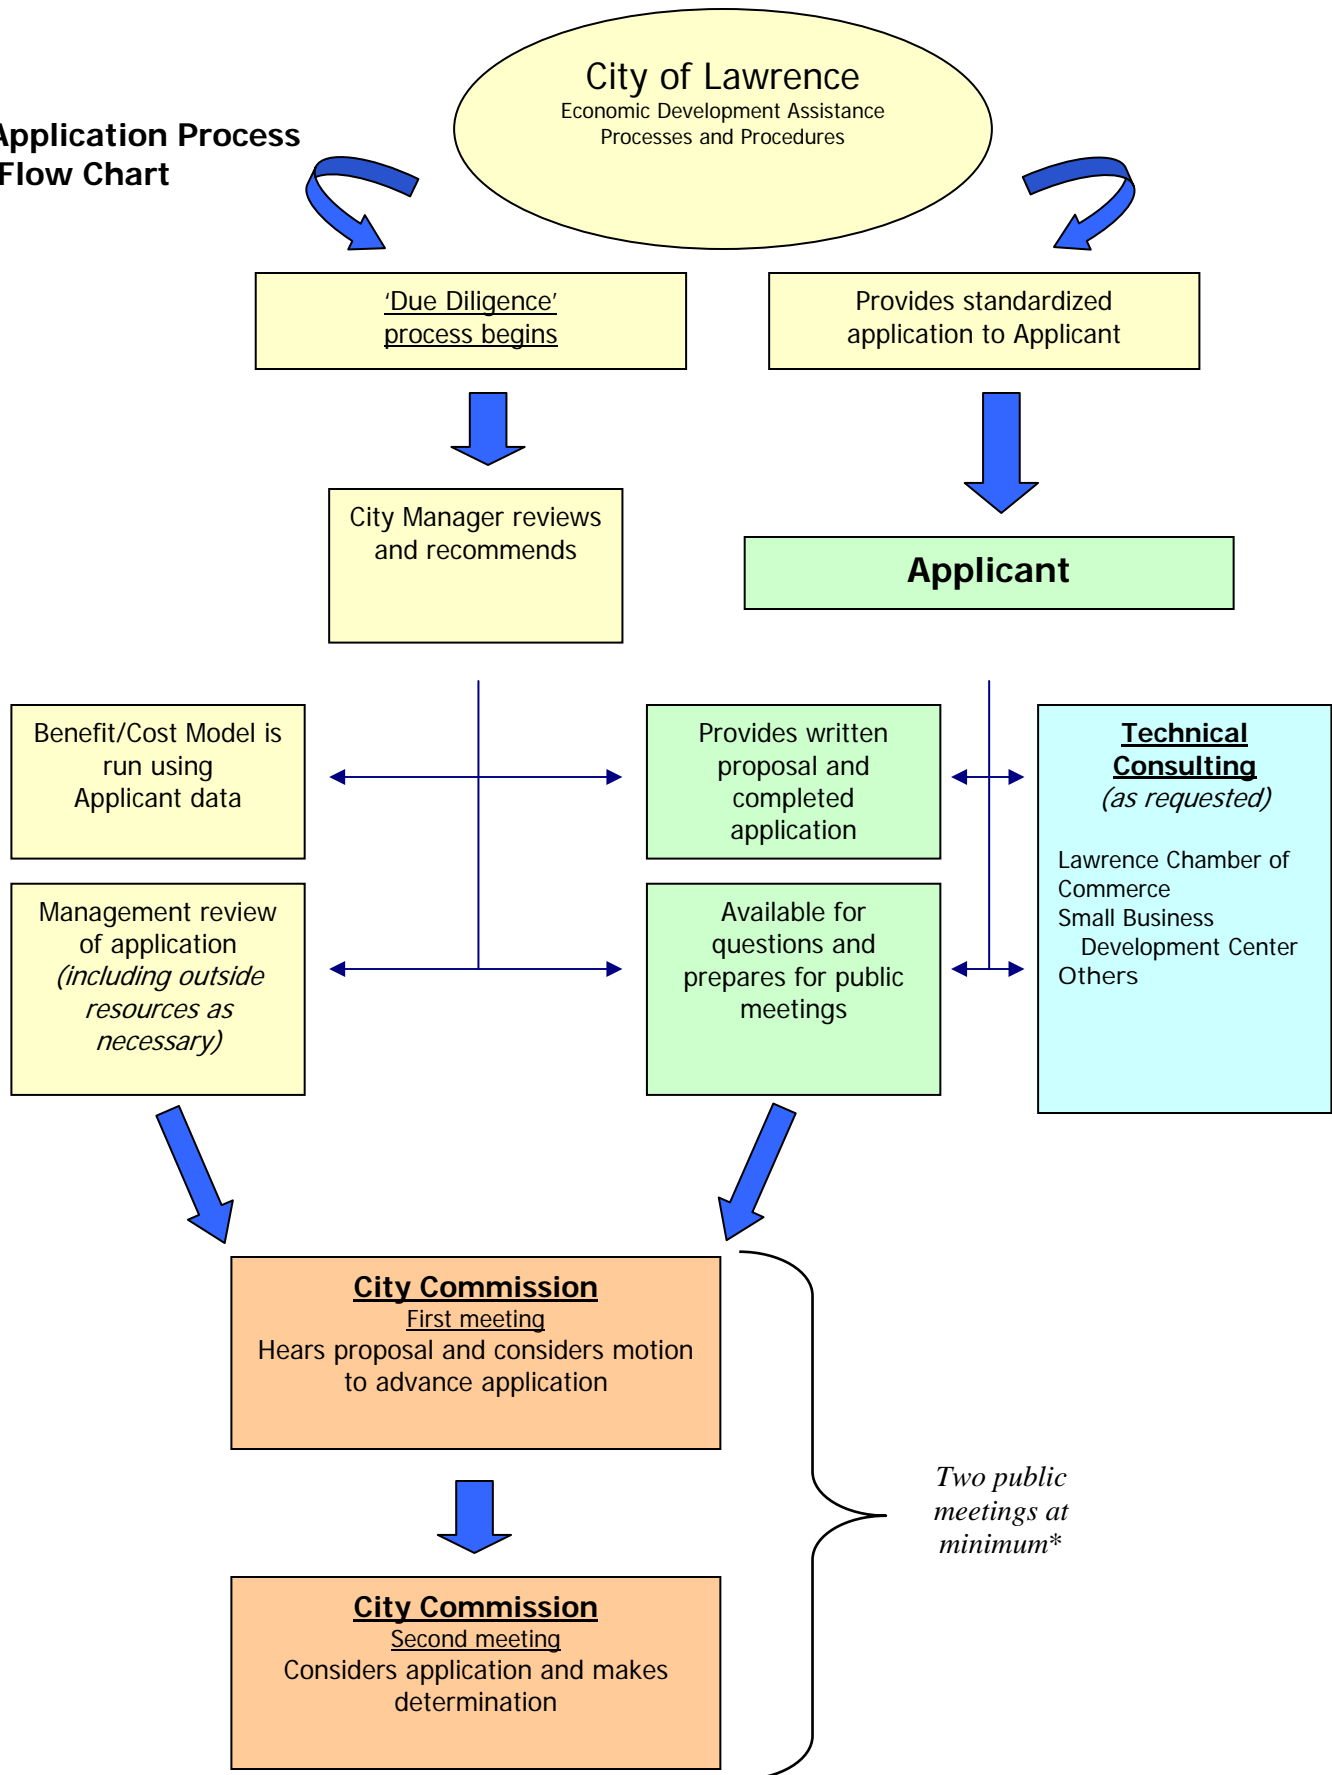 City of Lawrence
Economic Development Assistance
Processes and Procedures
Application Process
Flow Chart
'Due Diligence'
process begins
Provides standardized
application to Applicant
City Manager reviews
and recommends
Applicant
Benefit/Cost Model is
run using
Applicant data
Provides written
proposal and
completed
application
Technical
Consulting
(as requested)
Lawrence Chamber of
Commerce
Small Business
Development Center
Others
Management review
of application
(including outside
resources as
necessary)
Available for
questions and
prepares for public
meetings
City Commission
First meeting
Hears proposal and considers motion
to advance application
Two public
meetings at
minimum*
City Commission
Second meeting
Considers application and makes
determination